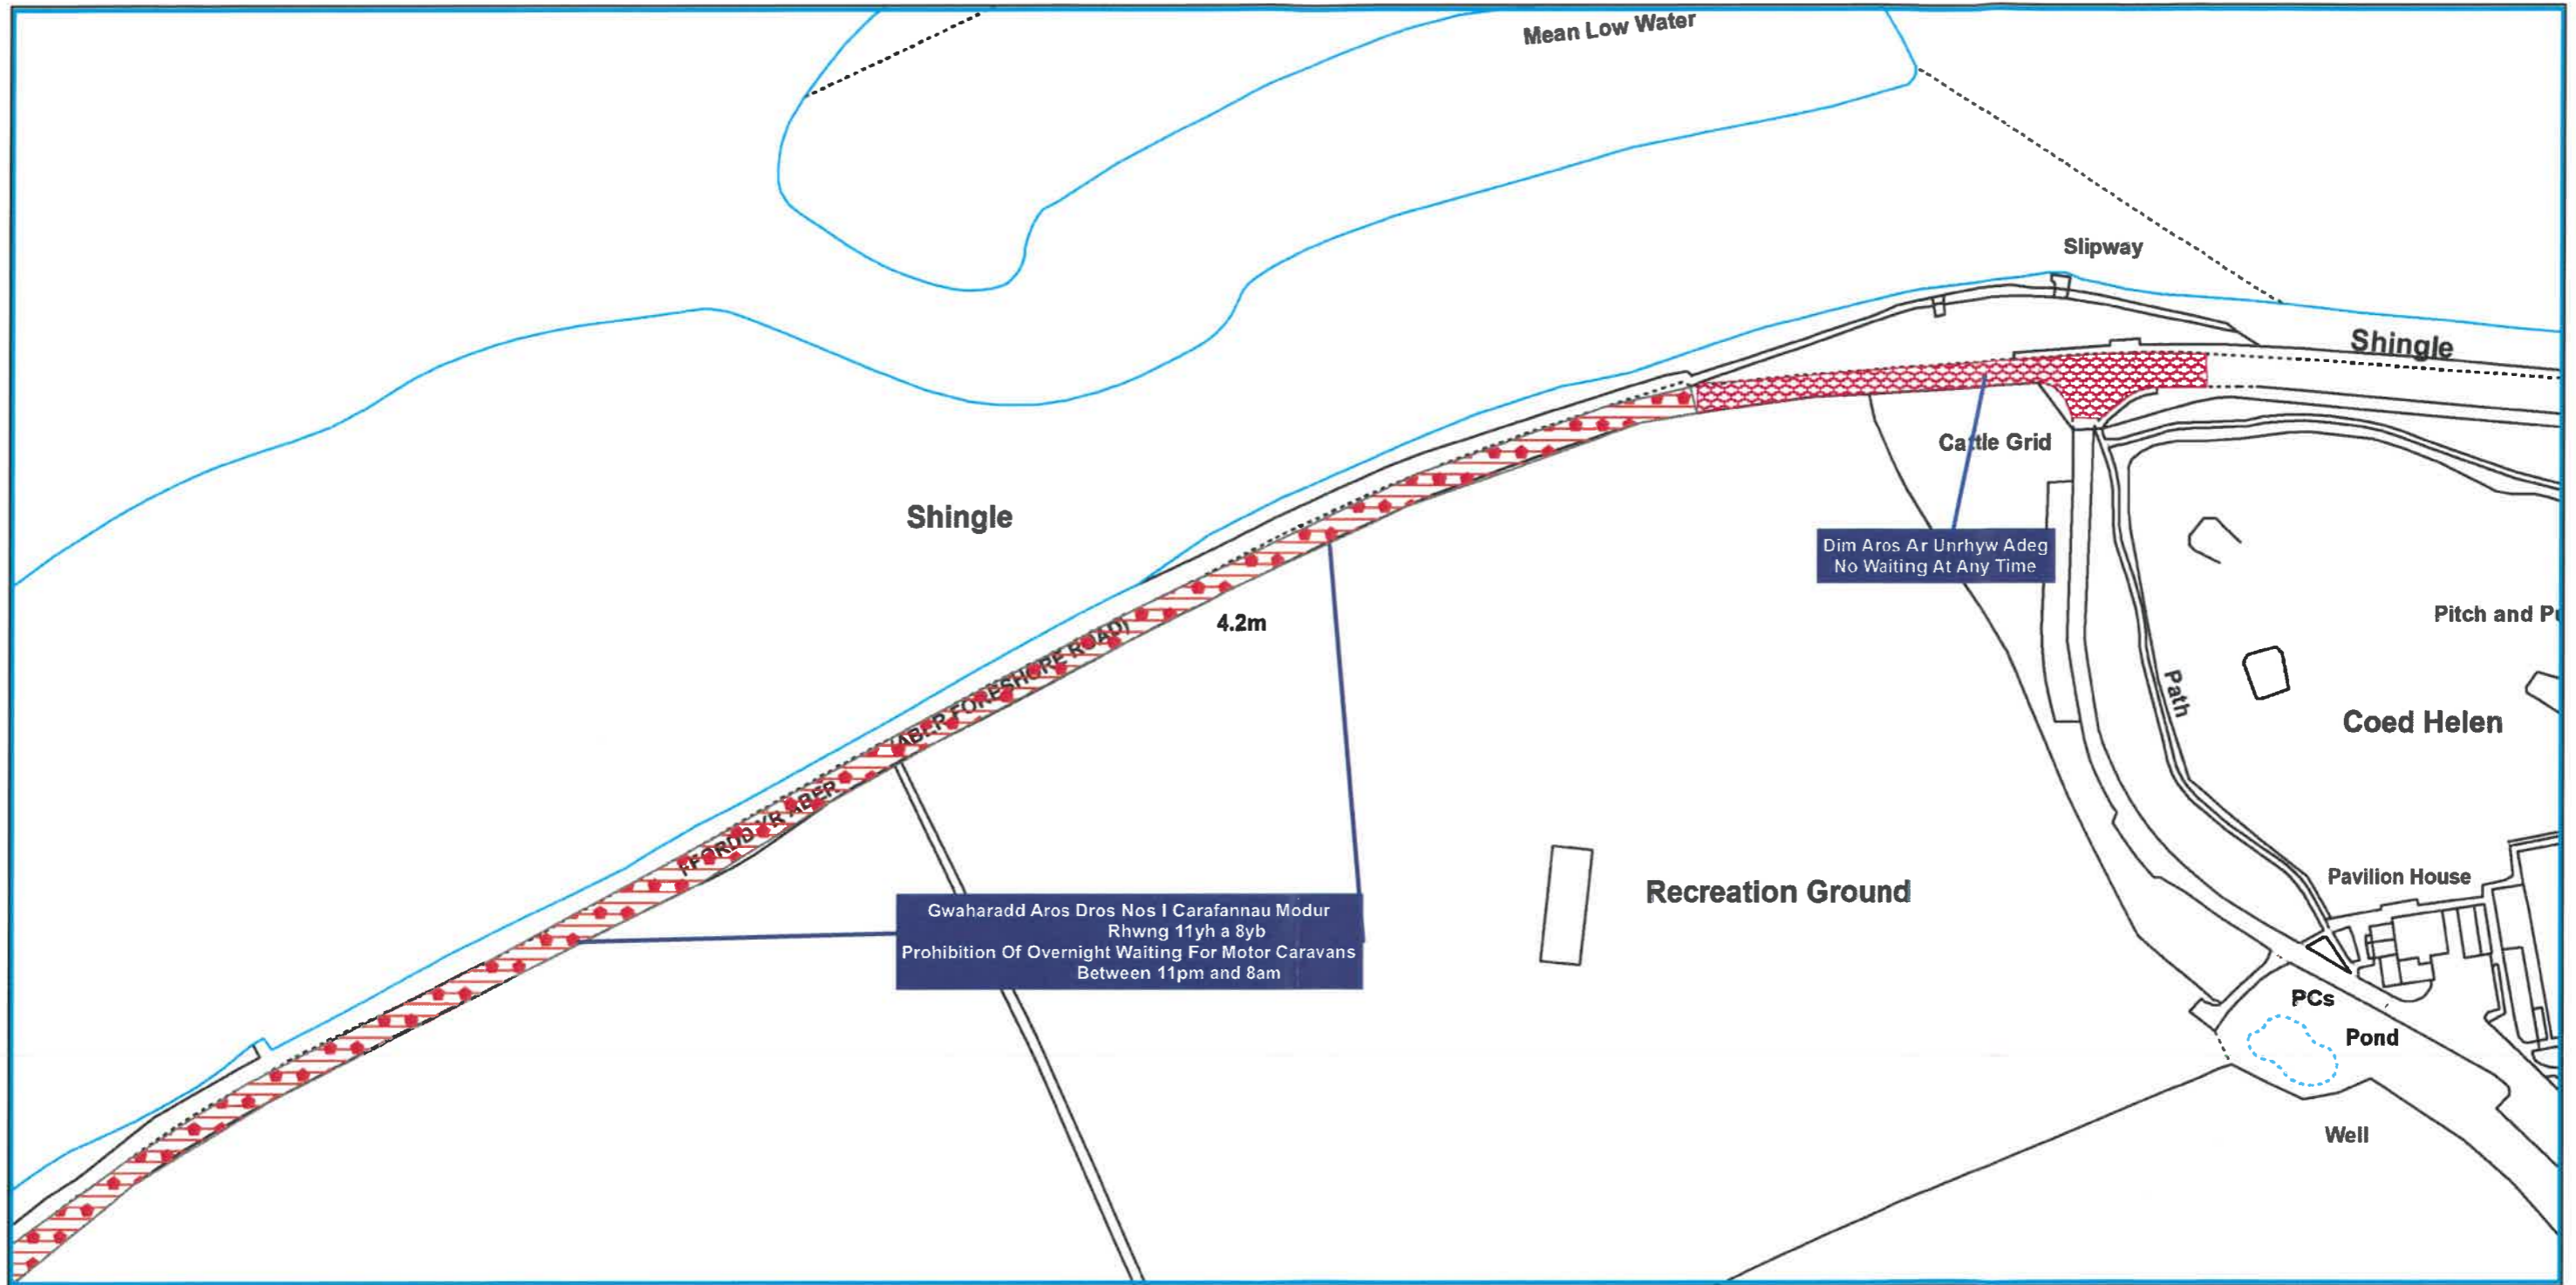 Mean Low Water
Slipway
Shingle
Cattle Grid
Shingle
Dim Aros Ar Unrhyw Adeg
No Waiting At Any Time
4.2m
Pitch and Pu
Path
Coed Helen
FFORDD YR ABER (ABER FORESHORE ROAD)
Pavilion House
Recreation Ground
Gwaharadd Aros Dros Nos I Carafannau Modur
Rhwng 11yh a 8yb
Prohibition Of Overnight Waiting For Motor Caravans
Between 11pm and 8am
PCs
Pond
Well